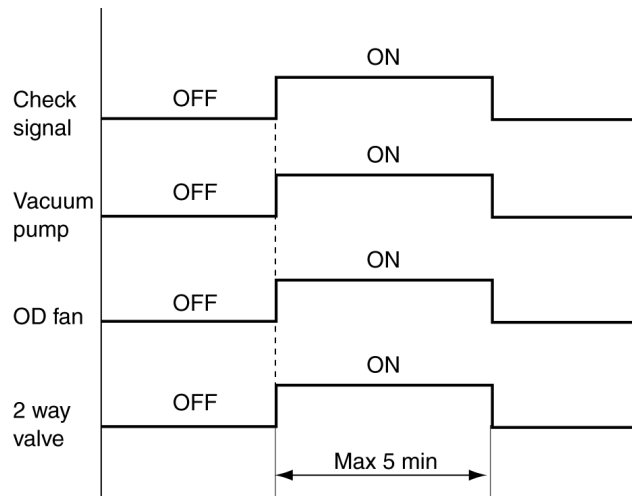 ON
Check
signal
OFF
ON
Vacuum
pump
OFF
ON
OD fan
OFF
ON
2 way
valve
OFF
Max 5 min